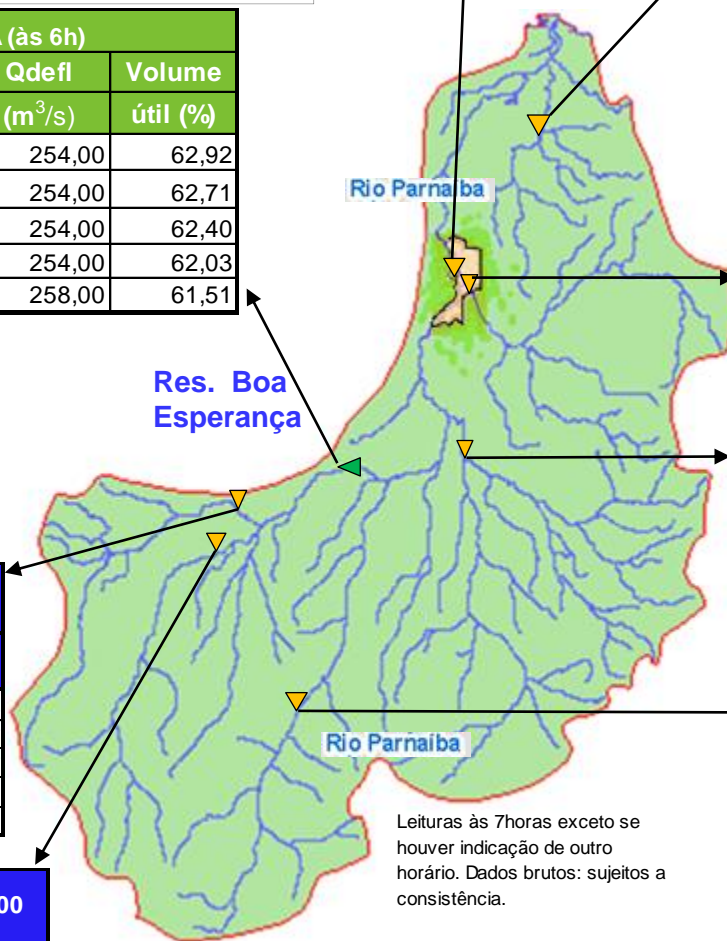 (às 6h)
Qdefl Volume
(m³/s) útil (%)
254,00 62,92
254,00 62,71
254,00 62,40
254,00 62,03
258,00 61,51
Rio Parnaíba
Res. Boa
Esperança
Rio Parnaíba
Leituras às 7horas exceto se
houver indicação de outro
horário. Dados brutos: sujeitos a
consistência.
00